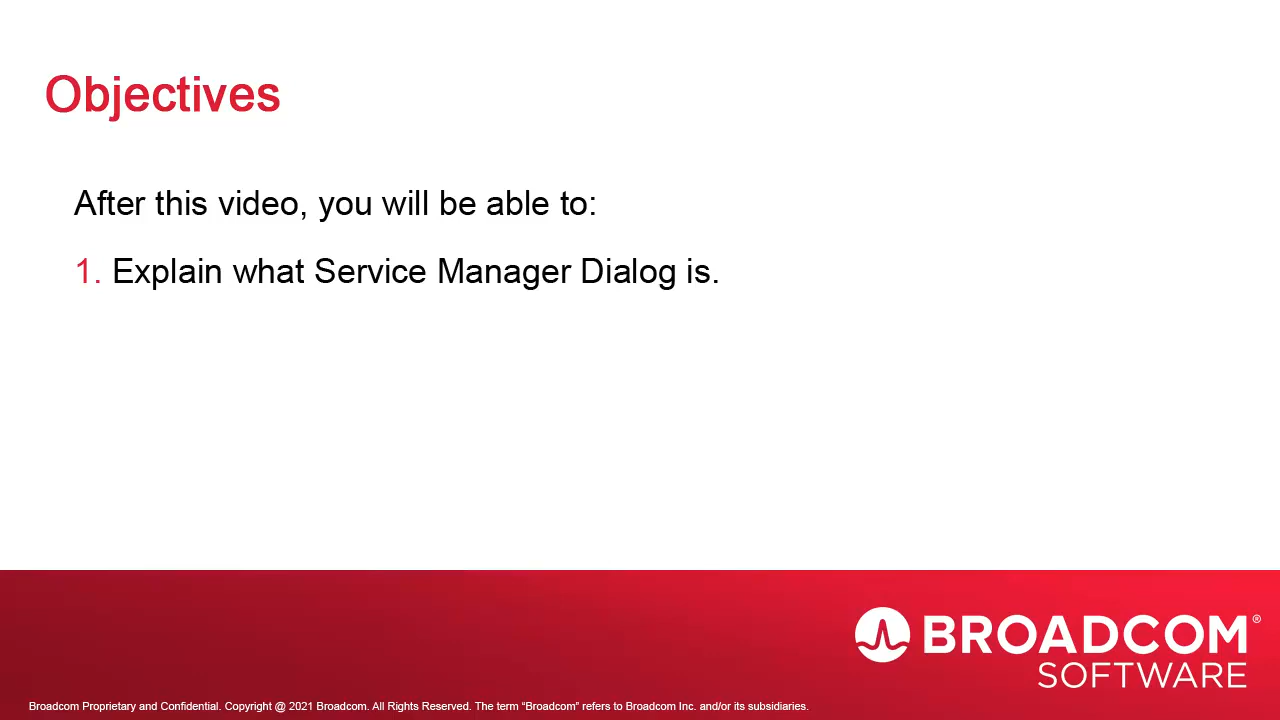 Objectives
After this video, you will be able to:
1. Explain what Service Manager Dialog is.
BROADCOM®
SOFTWARE
Broadcom Proprietary and Confidential. Copyright @ 2021 Broadcom. All Rights Reserved. The term “Broadcom” refers to Broadcom Inc. and/or its subsidiaries.